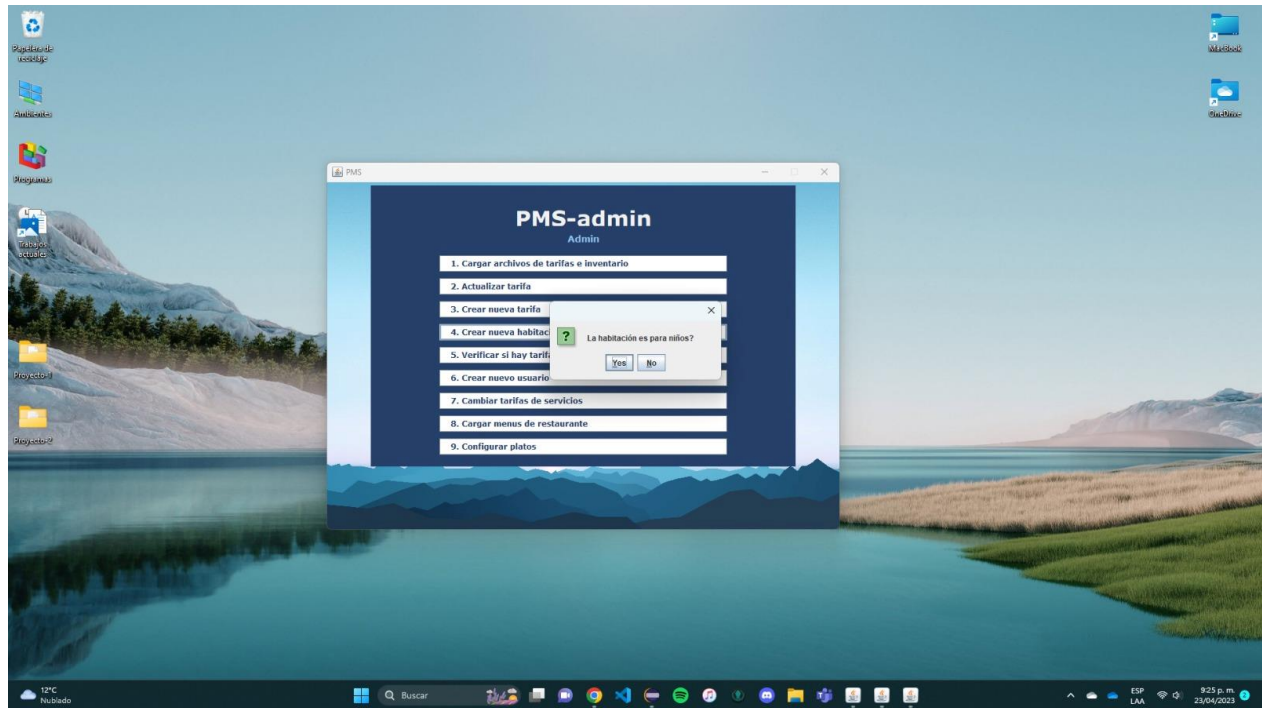 Papelera de
reciclaje
Ambientes
Programas
Trabajos
actuales
Proyecto-1
Proyecto-2
MacBook
OneDrive
PMS
PMS-admin
Admin
1. Cargar archivos de tarifas e inventario
2. Actualizar tarifa
3. Crear nueva tarifa
4. Crear nueva habitaci
5. Verificar si hay tarifa
6. Crear nuevo usuario
7. Cambiar tarifas de servicios
8. Cargar menus de restaurante
9. Configurar platos
La habitación es para niños?
Yes No
12°C
Nublado
Buscar
ESP
LAA
9:25 p. m.
23/04/2023
2